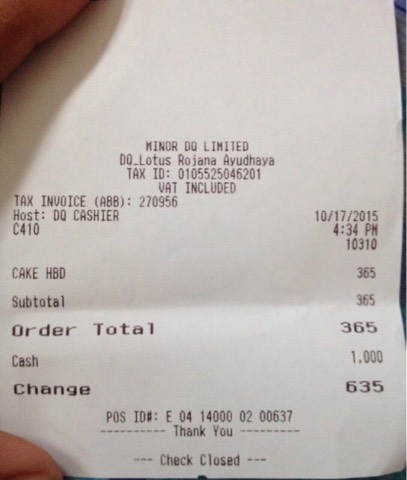 MINOR DQ LIMITED
DQ_Lotus Rojana Ayudhaya
TAX ID: 0105525046201
VAT INCLUDED
TAX INVOICE (ABB): 270956
Host: DQ CASHIER 10/17/2015
C410 4:34 PM
10310
CAKE HBD 365
Subtotal 365
Order Total 365
Cash 1,000
Change 635
POS ID#: E 04 14000 02 00637
---------- Thank You ---------
--- Check Closed ---